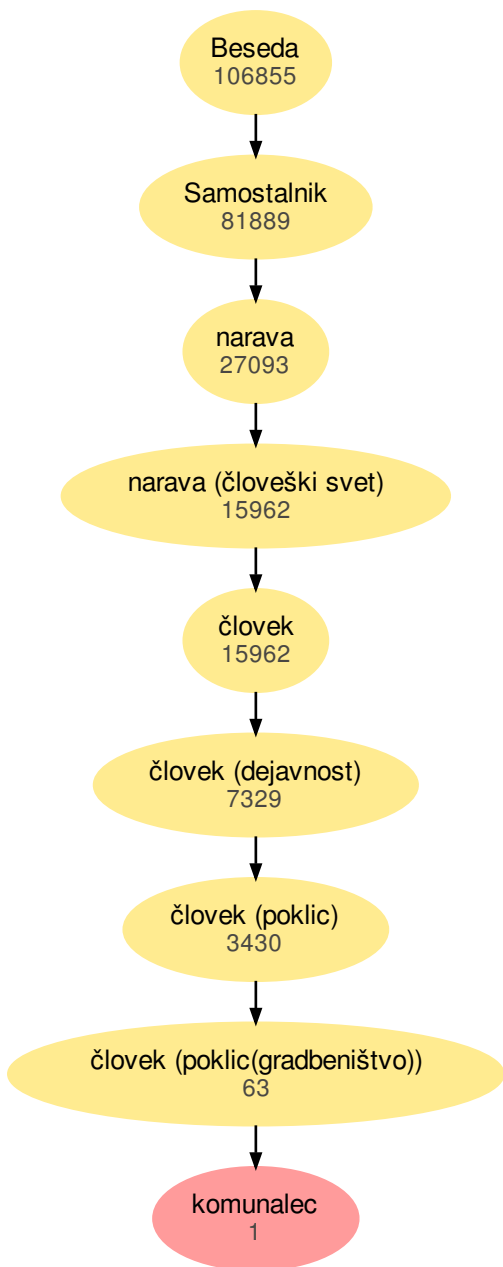 Beseda
106855
Samostalnik
81889
narava
27093
narava (človeški svet)
15962
človek
15962
človek (dejavnost)
7329
človek (poklic)
3430
človek (poklic(gradbeništvo))
63
komunalec
1